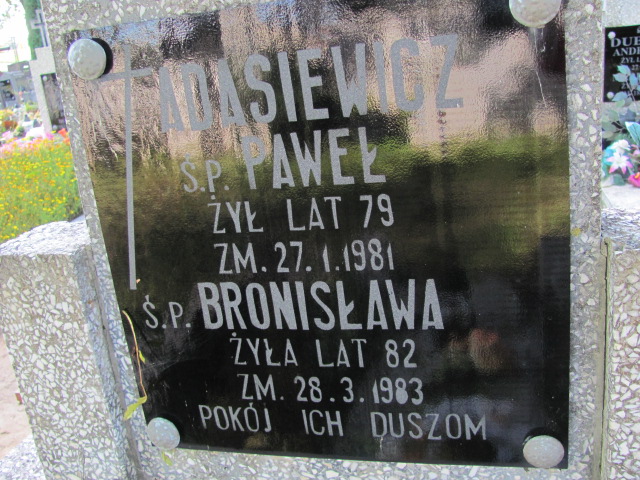 ADASIEWICZ
Ś.P. PAWEŁ
ŻYŁ LAT 79
ZM. 27.1.1981
Ś.P. BRONISŁAWA
ŻYŁA LAT 82
ZM. 28.3.1983
POKÓJ ICH DUSZOM